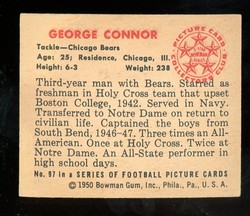 GEORGE CONNOR
Tackle—Chicago Bears
Age: 25; Residence, Chicago, Ill.
Height: 6-3 Weight: 238
PICTURE CARD
Third-year man with Bears. Starred as
freshman in Holy Cross team that upset
Boston College, 1942. Served in Navy.
Transferred to Notre Dame on return to
civilian life. Captained the boys from
South Bend, 1946-47. Three times an All-
American. Once at Holy Cross. Twice at
Notre Dame. An All-State performer in
high school days.
No. 97 in a SERIES OF FOOTBALL PICTURE CARDS
©1950 Bowman Gum, Inc., Phila., Pa., U. S. A.